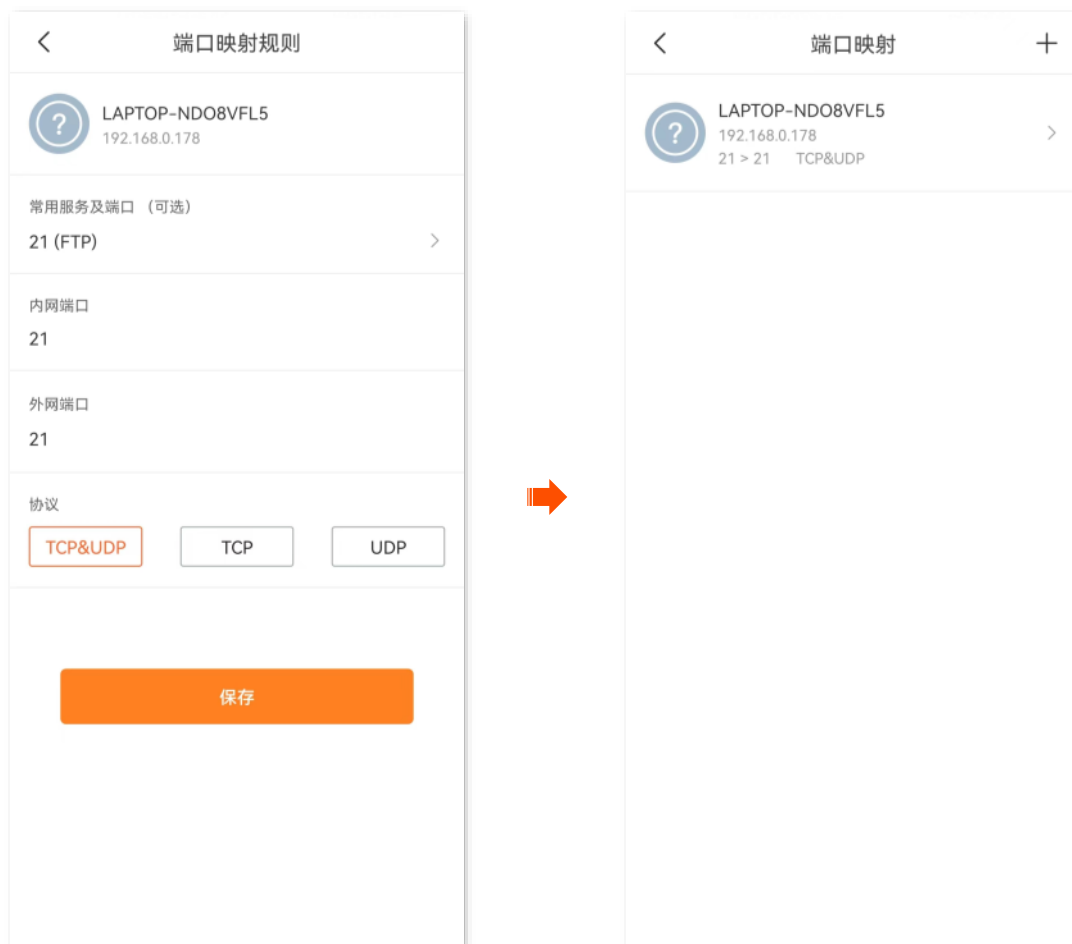 端口映射规则
?
LAPTOP-NDO8VFL5
192.168.0.178
常用服务及端口 （可选）
21 (FTP)
内网端口
21
外网端口
21
协议
TCP&UDP
TCP
UDP
保存
端口映射
?
LAPTOP-NDO8VFL5
192.168.0.178
21 > 21 TCP&UDP